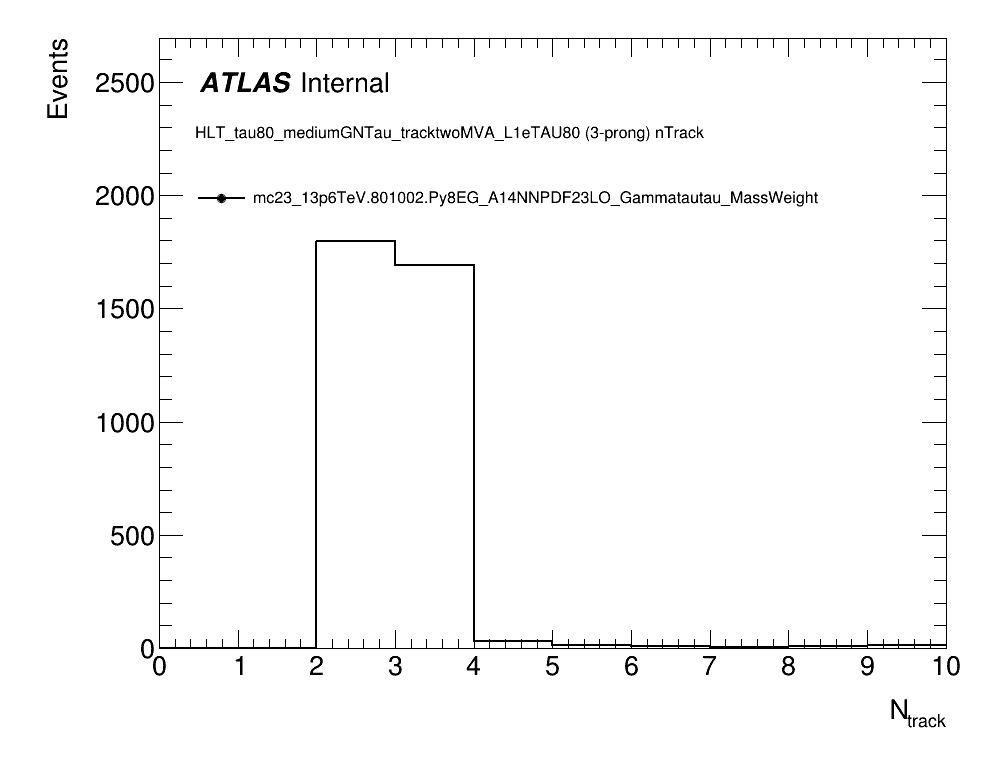 Events
2500
2000
1500
1000
500
0
ATLAS Internal
HLT_tau80_mediumGNTau_tracktwoMVA_L1eTAU80 (3-prong) nTrack
mc23_13p6TeV.801002.Py8EG_A14NNPDF23LO_Gammatautau_MassWeight
0 1 2 3 4 5 6 7 8 9 10
N_track